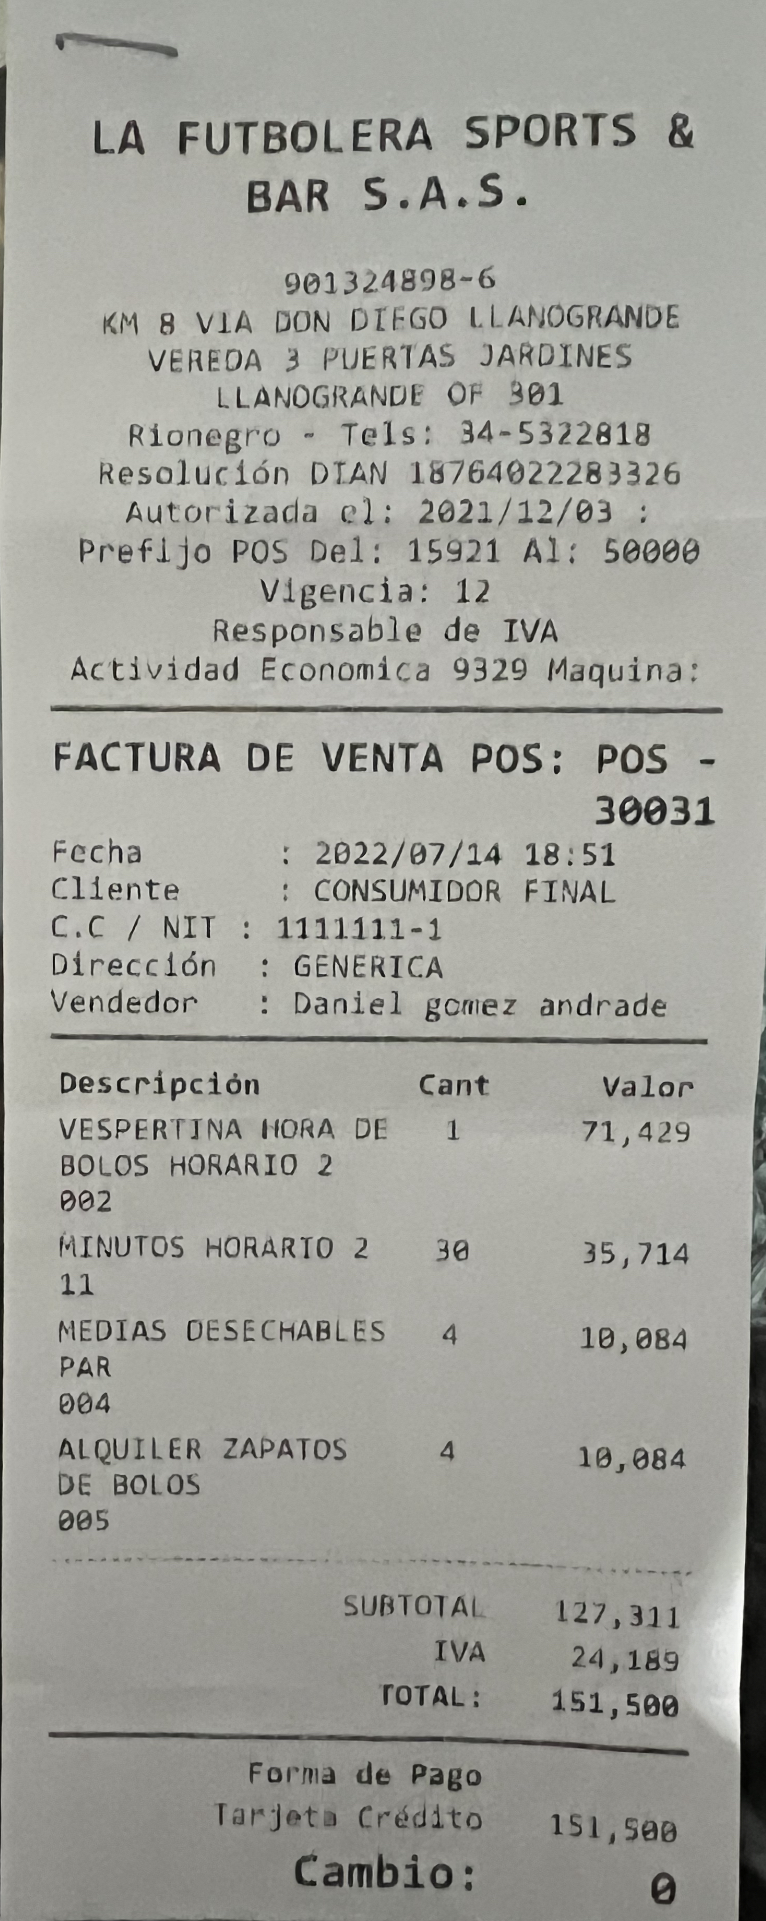 LA FUTBOLERA SPORTS &
BAR S.A.S.
901324898-6
KM 8 VIA DON DIEGO LLANOGRANDE
VEREDA 3 PUERTAS JARDINES
LLANOGRANDE OF 301
Rionegro - Tels: 34-5322818
Resolución DIAN 18764022283326
Autorizada el: 2021/12/03 :
Prefijo POS Del: 15921 Al: 50000
Vigencia: 12
Responsable de IVA
Actividad Economica 9329 Maquina:
FACTURA DE VENTA POS: POS -
30031
Fecha : 2022/07/14 18:51
Cliente : CONSUMIDOR FINAL
C.C / NIT : 1111111-1
Dirección : GENERICA
Vendedor : Daniel gomez andrade
Descripción Cant Valor
VESPERTINA HORA DE 1 71,429
BOLOS HORARIO 2
002
MINUTOS HORARIO 2 30 35,714
11
MEDIAS DESECHABLES 4 10,084
PAR
004
ALQUILER ZAPATOS 4 10,084
DE BOLOS
005
SUBTOTAL 127,311
IVA 24,189
TOTAL: 151,500
Forma de Pago
Tarjeta Crédito 151,500
Cambio: 0